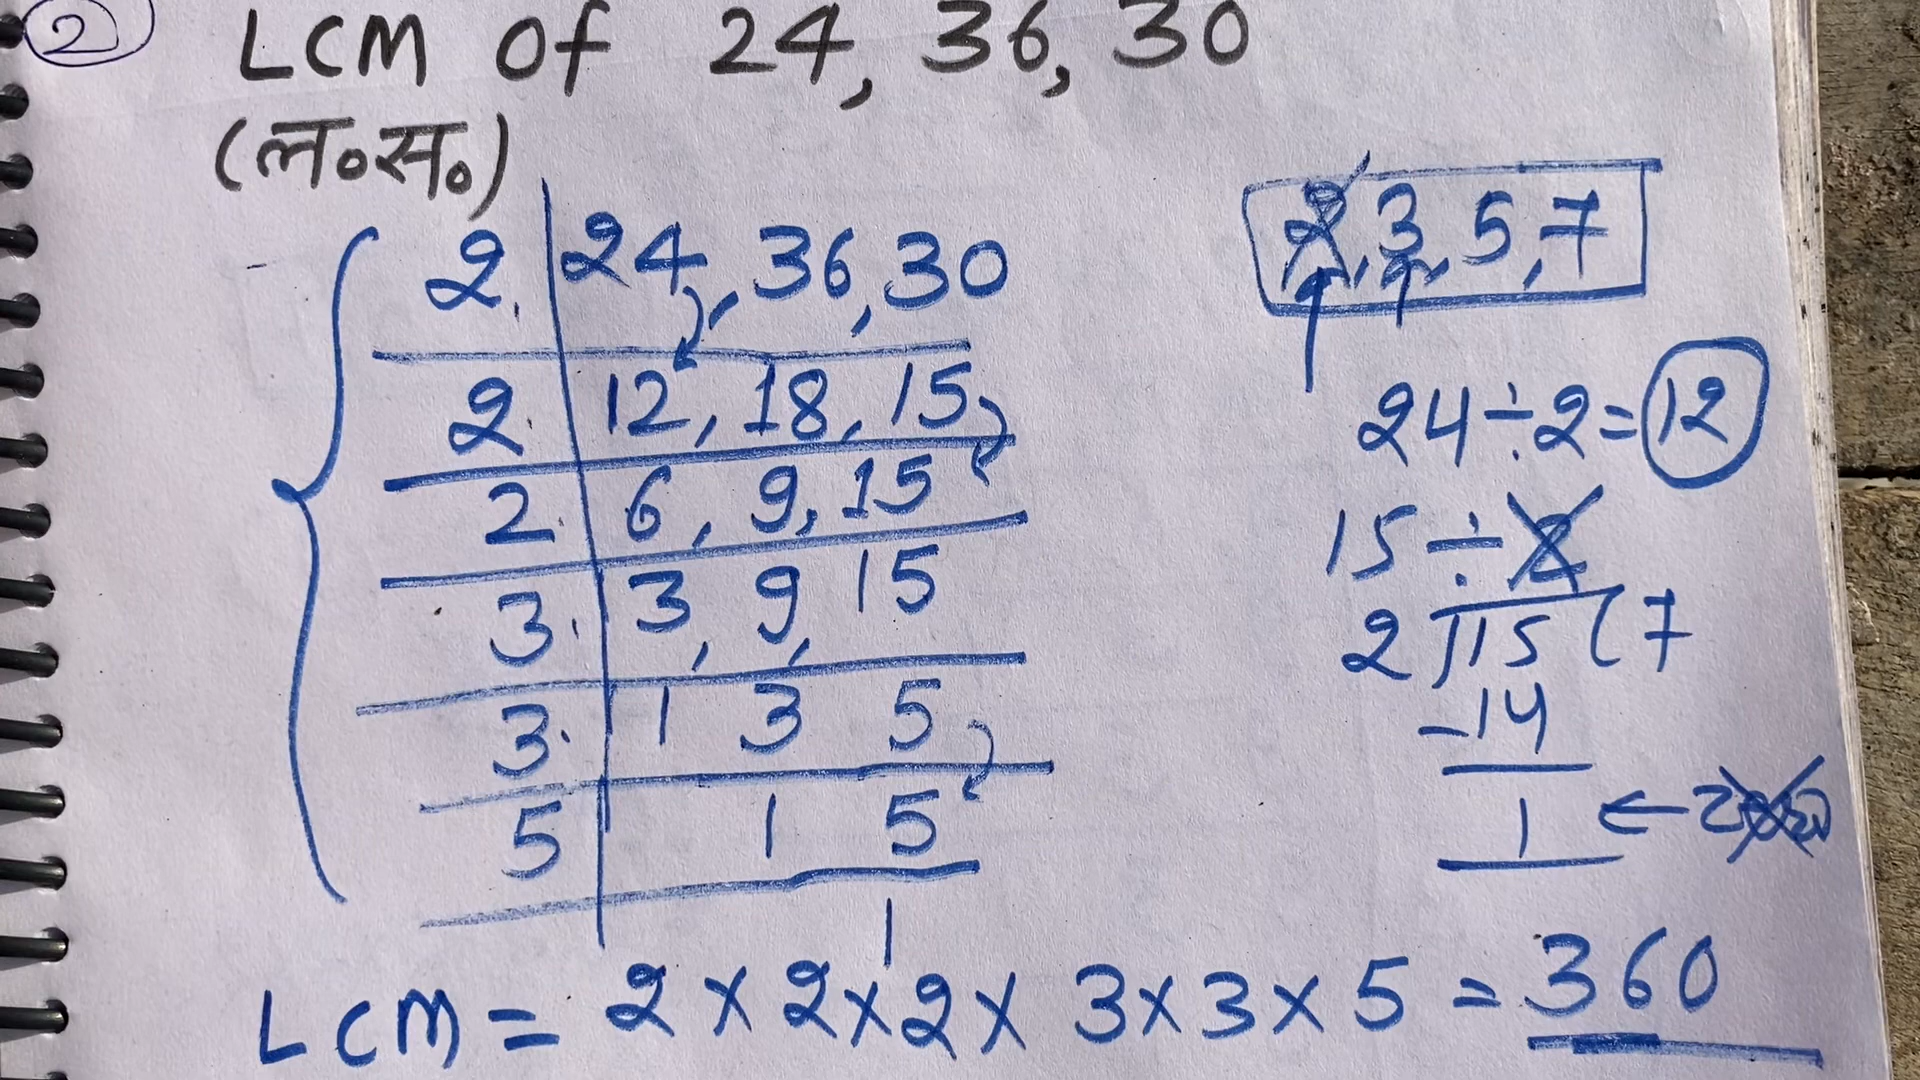 2 LCM of 24, 36, 30
(ल॰स॰)
2 24, 36, 30
2 12, 18, 15
2 6, 9, 15
3 3, 9, 15
3 1 3 5
5 1 5
1
2, 3, 5, 7
24÷2=12
15÷2
2)15(7
-14
1 ←
LCM = 2×2×2×3×3×5 = 360